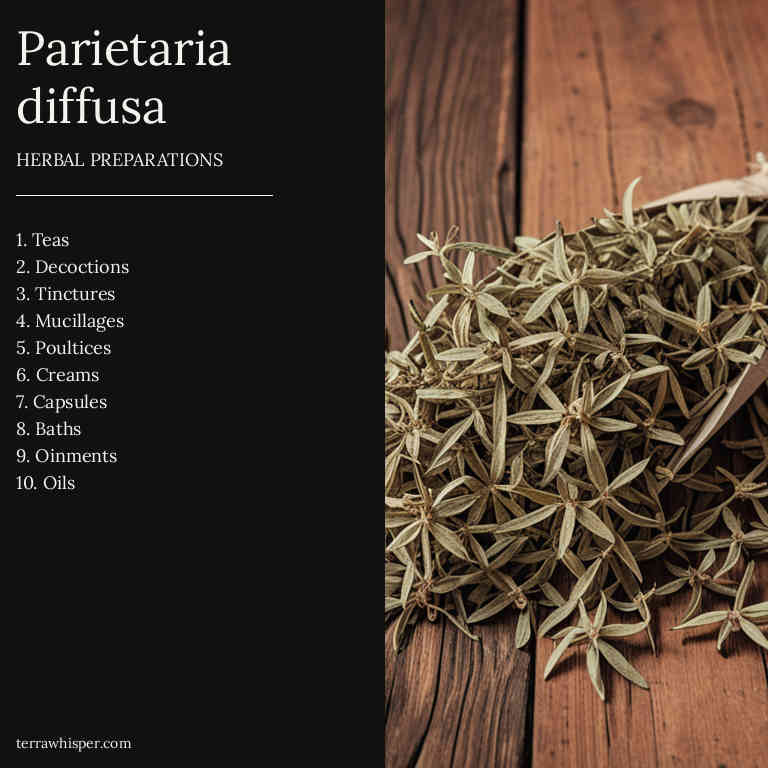 Parietaria
diffusa
HERBAL PREPARATIONS
1. Teas
2. Decoctions
3. Tinctures
4. Mucillages
5. Poultices
6. Creams
7. Capsules
8. Baths
9. Oinments
10. Oils
terrawhisper.com